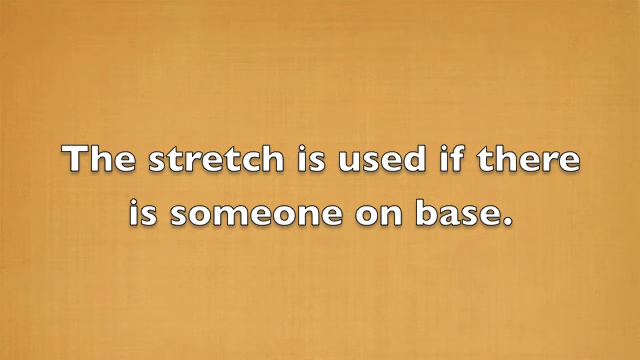 The stretch is used if there
is someone on base.